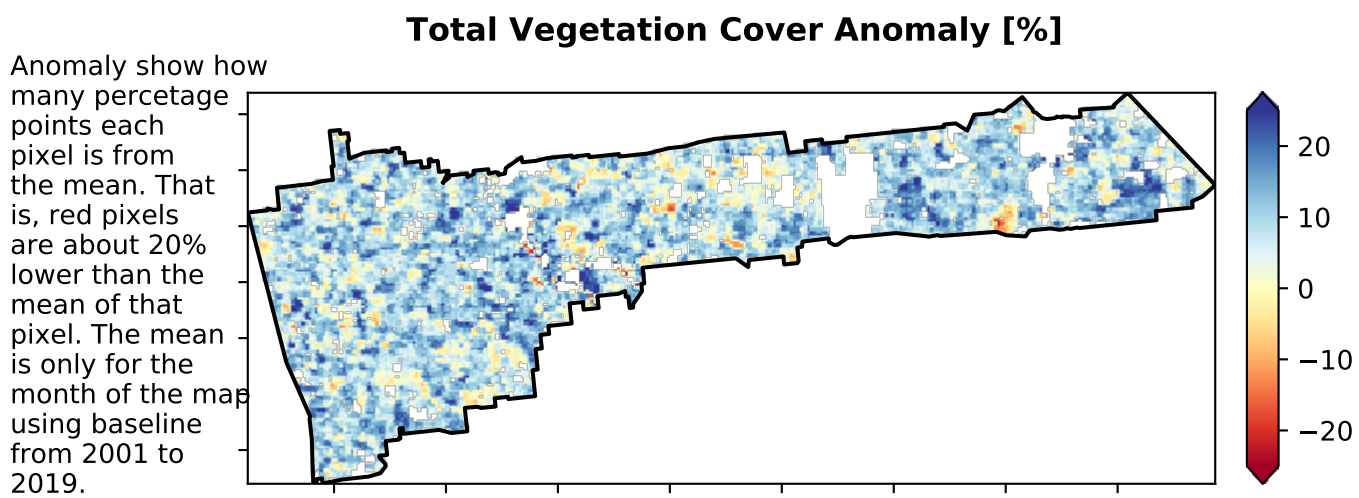 Total Vegetation Cover Anomaly [%]
Anomaly show how
many percetage
points each
pixel is from
the mean. That
is, red pixels
are about 20%
lower than the
mean of that
pixel. The mean
is only for the
month of the map
using baseline
from 2001 to
2019.
20
10
0
−10
−20